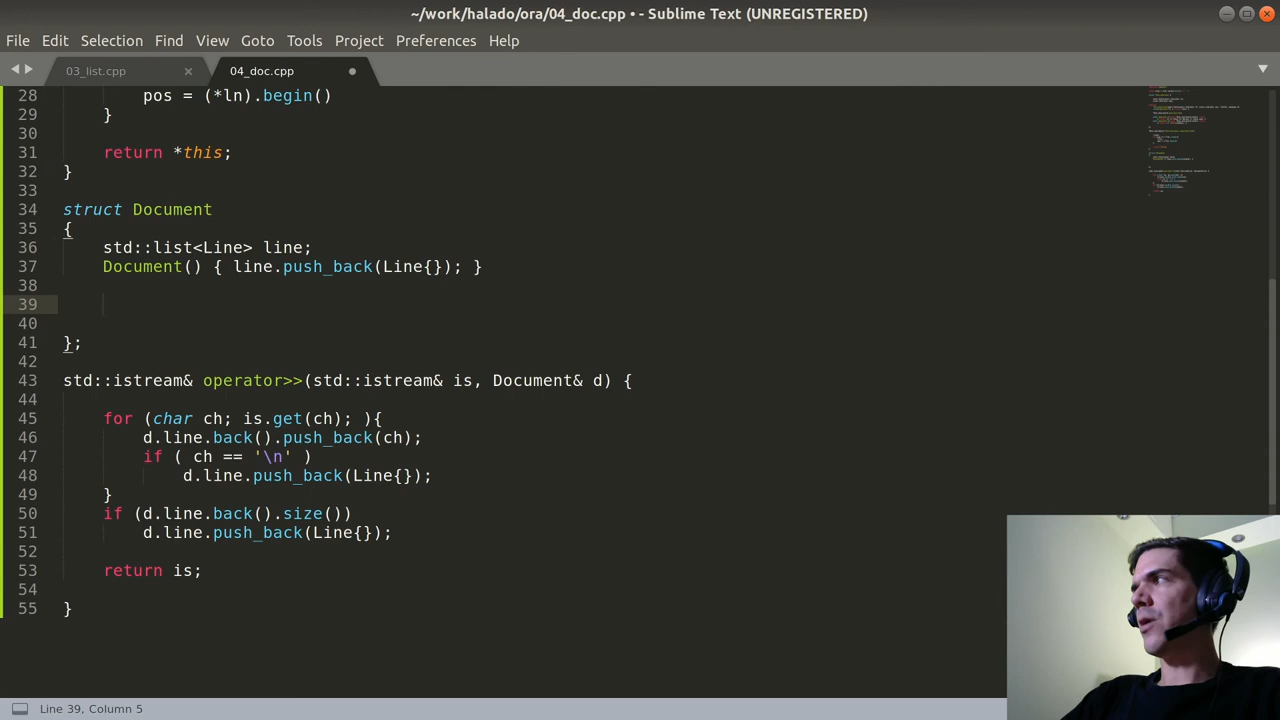 ~/work/halado/ora/04_doc.cpp • - Sublime Text (UNREGISTERED)
File Edit Selection Find View Goto Tools Project Preferences Help
03_list.cpp 04_doc.cpp
28 pos = (*ln).begin()
29 }
30
31 return *this;
32 }
33
34 struct Document
35 {
36 std::list<Line> line;
37 Document() { line.push_back(Line{}); }
38
39
40
41 };
42
43 std::istream& operator>>(std::istream& is, Document& d) {
44
45 for (char ch; is.get(ch); ){
46 d.line.back().push_back(ch);
47 if ( ch == '\n' )
48 d.line.push_back(Line{});
49 }
50 if (d.line.back().size())
51 d.line.push_back(Line{});
52
53 return is;
54
55 }
Line 39, Column 5